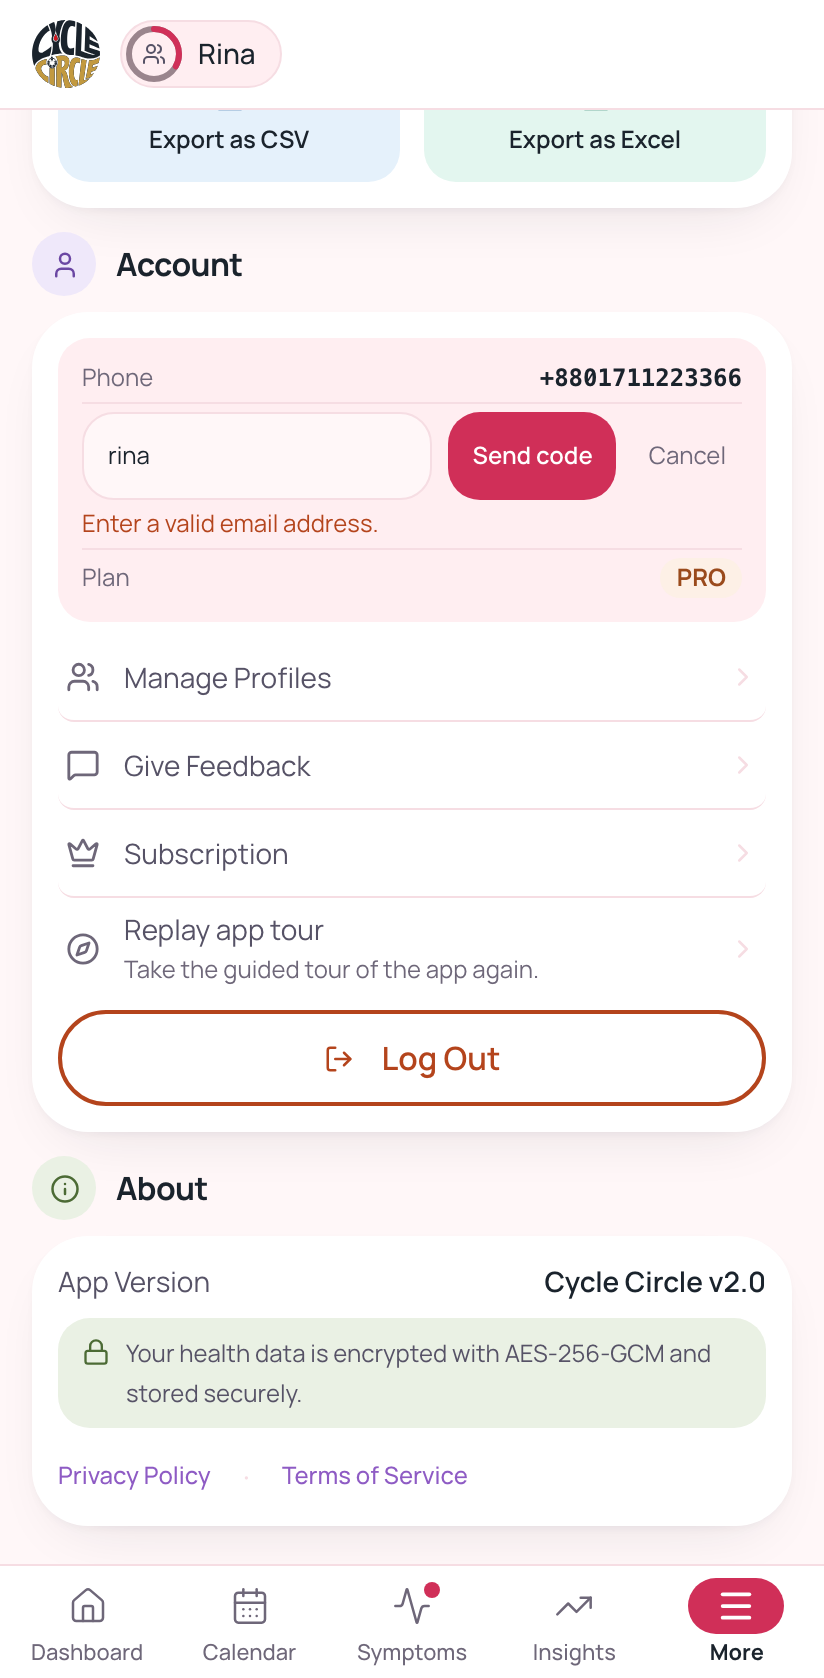 CYCLE
CIRCLE
Rina
Export as CSV
Export as Excel
Account
Phone
+8801711223366
rina
Send code
Cancel
Enter a valid email address.
Plan
PRO
Manage Profiles
Give Feedback
Subscription
Replay app tour
Take the guided tour of the app again.
Log Out
About
App Version
Cycle Circle v2.0
Your health data is encrypted with AES-256-GCM and
stored securely.
Privacy Policy · Terms of Service
Dashboard
Calendar
Symptoms
Insights
More